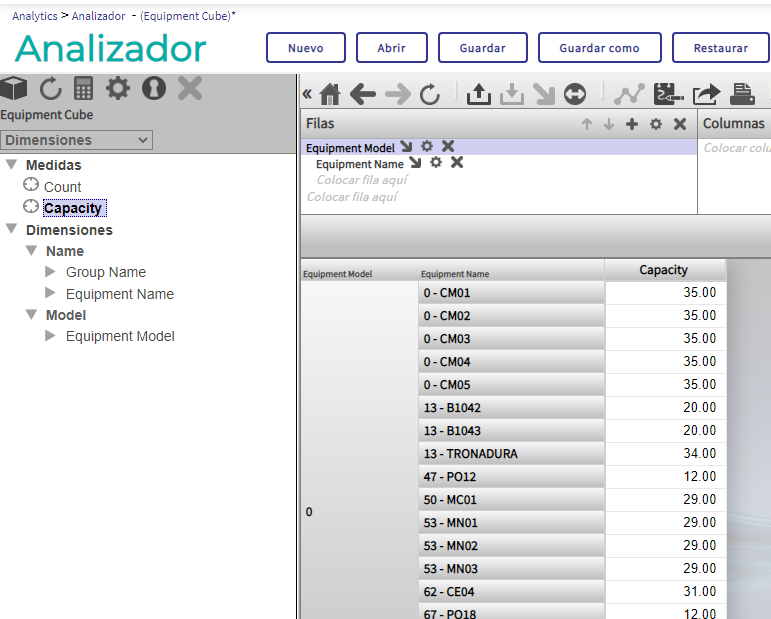 Analytics > Analizador - (Equipment Cube)*
Analizador
Nuevo
Abrir
Guardar
Guardar como
Restaurar
Equipment Cube
Dimensiones
Medidas
Count
Capacity
Dimensiones
Name
Group Name
Equipment Name
Model
Equipment Model
«
Filas
Columnas
Equipment Model
Equipment Name
Colocar fila aquí
Colocar fila aquí
Colocar colu
Equipment Model Equipment Name Capacity
0 - CM01 35.00
0 - CM02 35.00
0 - CM03 35.00
0 - CM04 35.00
0 - CM05 35.00
13 - B1042 20.00
13 - B1043 20.00
13 - TRONADURA 34.00
47 - PO12 12.00
50 - MC01 29.00
0
53 - MN01 29.00
53 - MN02 29.00
53 - MN03 29.00
62 - CE04 31.00
67 - PO18 12.00